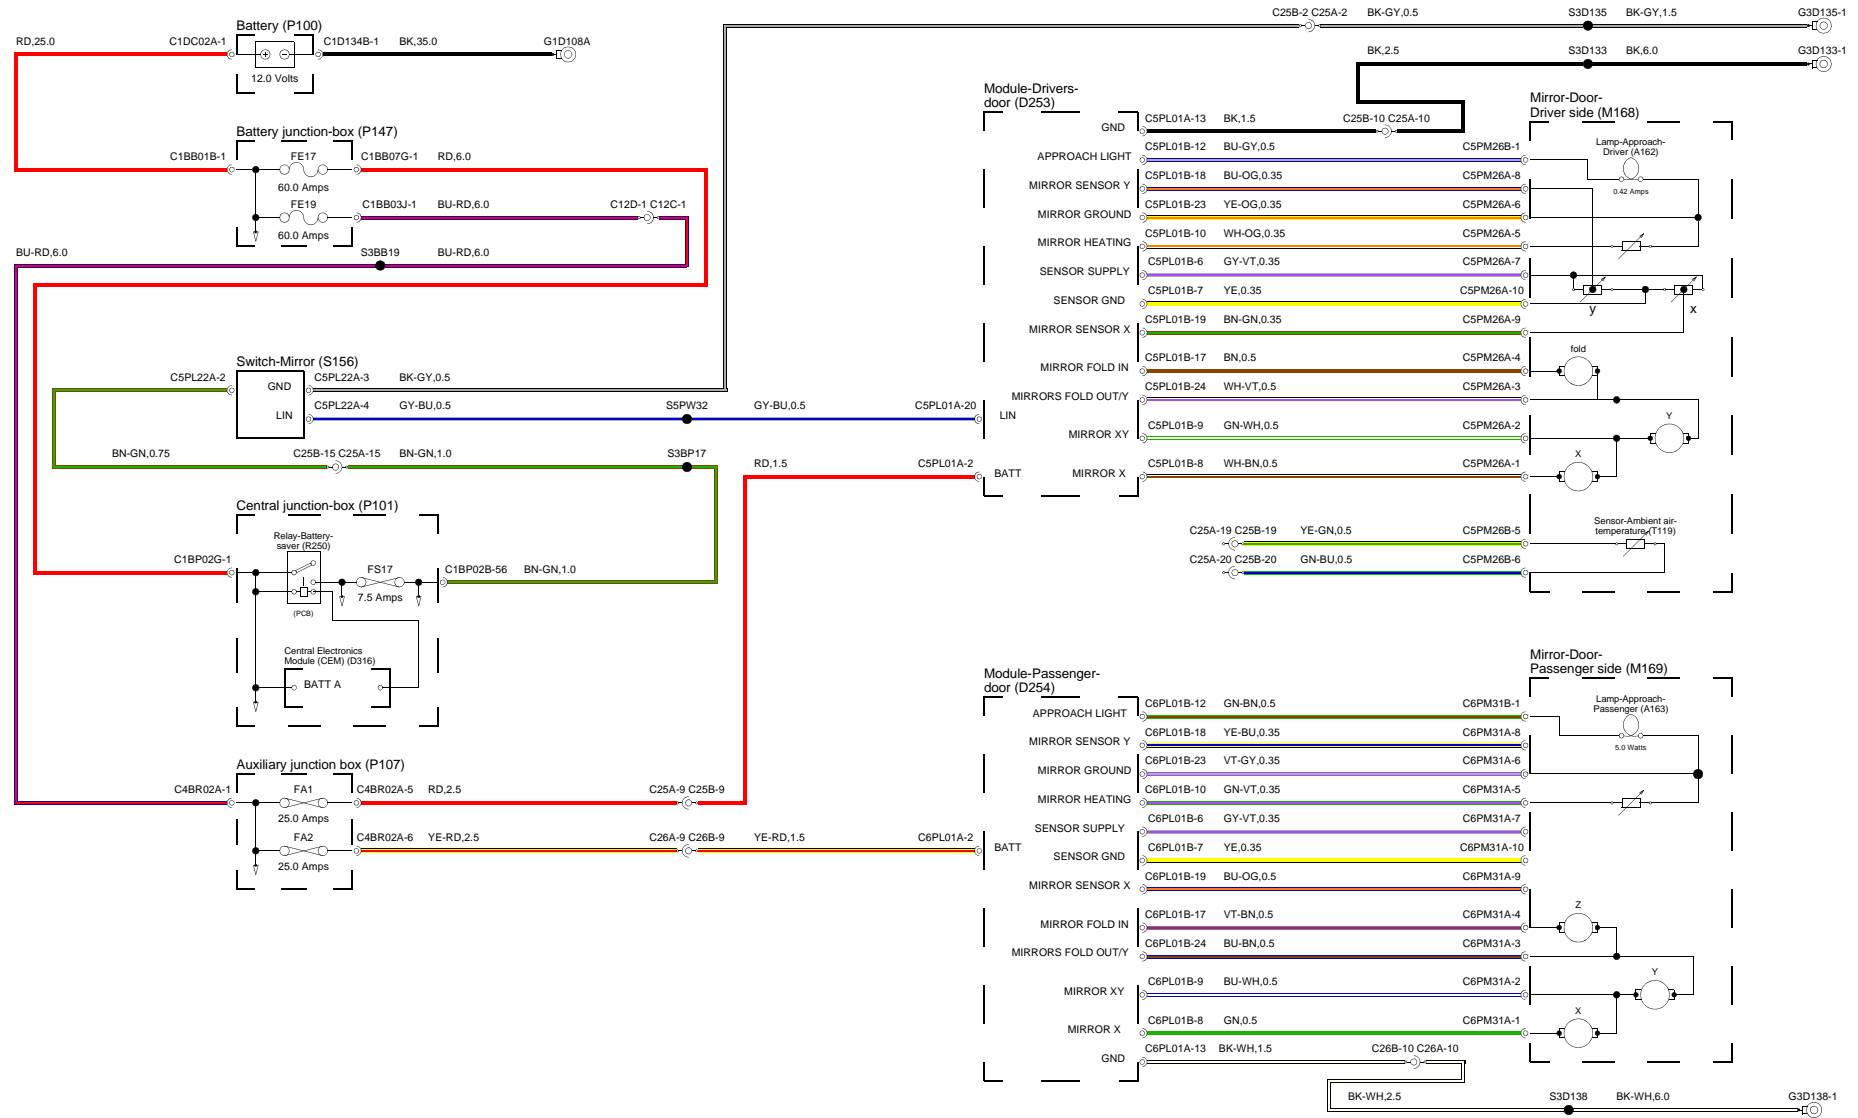 Battery (P100)
RD,25.0
C1DC02A-1
C1D134B-1
BK,35.0
G1D108A
12.0 Volts
Battery junction-box (P147)
C1BB01B-1
FE17
C1BB07G-1
RD,6.0
60.0 Amps
FE19
C1BB03J-1
BU-RD,6.0
C12D-1 C12C-1
60.0 Amps
BU-RD,6.0
S3BB19
BU-RD,6.0
Switch-Mirror (S156)
C5PL22A-2
GND
C5PL22A-3
BK-GY,0.5
LIN
C5PL22A-4
GY-BU,0.5
S5PW32
GY-BU,0.5
C5PL01A-20
BN-GN,0.75
C25B-15 C25A-15
BN-GN,1.0
S3BP17
RD,1.5
C5PL01A-2
Central junction-box (P101)
Relay-Battery-
saver (R250)
C1BP02G-1
FS17
C1BP02B-56
BN-GN,1.0
7.5 Amps
(PCB)
Central Electronics
Module (CEM) (D316)
BATT A
Auxiliary junction box (P107)
C4BR02A-1
FA1
C4BR02A-5
RD,2.5
C25A-9 C25B-9
25.0 Amps
FA2
C4BR02A-6
YE-RD,2.5
C26A-9 C26B-9
YE-RD,1.5
C6PL01A-2
25.0 Amps
C25B-2 C25A-2
BK-GY,0.5
S3D135
BK-GY,1.5
G3D135-1
BK,2.5
S3D133
BK,6.0
G3D133-1
Module-Drivers-
door (D253)
Mirror-Door-
Driver side (M168)
GND
C5PL01A-13
BK,1.5
C25B-10 C25A-10
APPROACH LIGHT
C5PL01B-12
BU-GY,0.5
C5PM26B-1
Lamp-Approach-
Driver (A162)
0.42 Amps
MIRROR SENSOR Y
C5PL01B-18
BU-OG,0.35
C5PM26A-8
MIRROR GROUND
C5PL01B-23
YE-OG,0.35
C5PM26A-6
MIRROR HEATING
C5PL01B-10
WH-OG,0.35
C5PM26A-5
SENSOR SUPPLY
C5PL01B-6
GY-VT,0.35
C5PM26A-7
SENSOR GND
C5PL01B-7
YE,0.35
C5PM26A-10
y
x
MIRROR SENSOR X
C5PL01B-19
BN-GN,0.35
C5PM26A-9
MIRROR FOLD IN
C5PL01B-17
BN,0.5
C5PM26A-4
fold
MIRRORS FOLD OUT/Y
C5PL01B-24
WH-VT,0.5
C5PM26A-3
LIN
MIRROR XY
C5PL01B-9
GN-WH,0.5
C5PM26A-2
Y
BATT
MIRROR X
C5PL01B-8
WH-BN,0.5
C5PM26A-1
X
C25A-19 C25B-19
YE-GN,0.5
C5PM26B-5
Sensor-Ambient air-
temperature(T119)
C25A-20 C25B-20
GN-BU,0.5
C5PM26B-6
Module-Passenger-
door (D254)
Mirror-Door-
Passenger side (M169)
APPROACH LIGHT
C6PL01B-12
GN-BN,0.5
C6PM31B-1
Lamp-Approach-
Passenger (A163)
5.0 Watts
MIRROR SENSOR Y
C6PL01B-18
YE-BU,0.35
C6PM31A-8
MIRROR GROUND
C6PL01B-23
VT-GY,0.35
C6PM31A-6
MIRROR HEATING
C6PL01B-10
GN-VT,0.35
C6PM31A-5
SENSOR SUPPLY
C6PL01B-6
GY-VT,0.35
C6PM31A-7
BATT
SENSOR GND
C6PL01B-7
YE,0.35
C6PM31A-10
MIRROR SENSOR X
C6PL01B-19
BU-OG,0.5
C6PM31A-9
MIRROR FOLD IN
C6PL01B-17
VT-BN,0.5
C6PM31A-4
Z
MIRRORS FOLD OUT/Y
C6PL01B-24
BU-BN,0.5
C6PM31A-3
MIRROR XY
C6PL01B-9
BU-WH,0.5
C6PM31A-2
Y
MIRROR X
C6PL01B-8
GN,0.5
C6PM31A-1
X
GND
C6PL01A-13
BK-WH,1.5
C26B-10 C26A-10
BK-WH,2.5
S3D138
BK-WH,6.0
G3D138-1